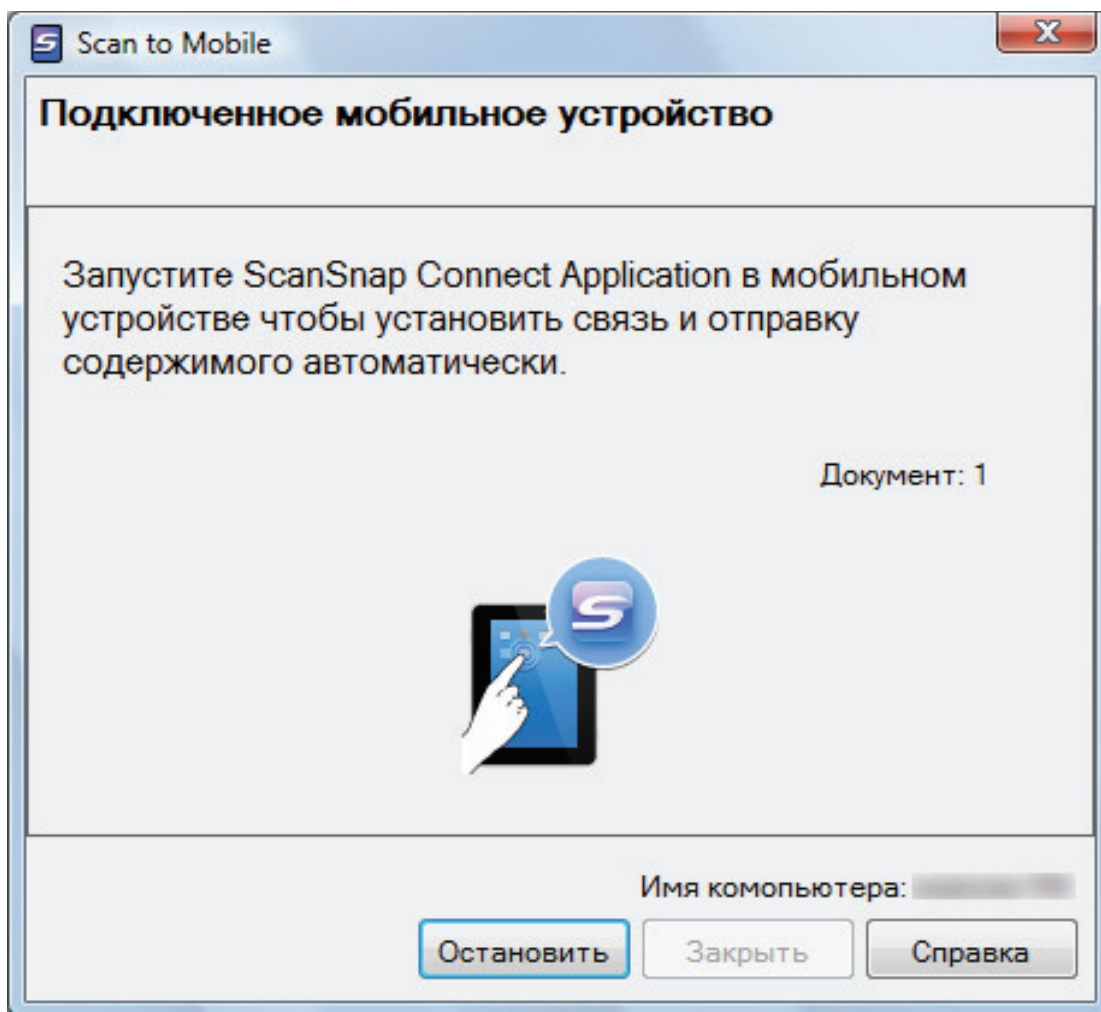 Scan to Mobile
Подключенное мобильное устройство
Запустите ScanSnap Connect Application в мобильном
устройстве чтобы установить связь и отправку
содержимого автоматически.
Документ: 1
Имя комопьютера:
Остановить Закрыть Справка